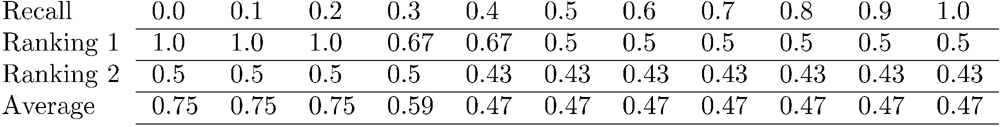 Recall 0.0 0.1 0.2 0.3 0.4 0.5 0.6 0.7 0.8 0.9 1.0
Ranking 1 1.0 1.0 1.0 0.67 0.67 0.5 0.5 0.5 0.5 0.5 0.5
Ranking 2 0.5 0.5 0.5 0.5 0.43 0.43 0.43 0.43 0.43 0.43 0.43
Average 0.75 0.75 0.75 0.59 0.47 0.47 0.47 0.47 0.47 0.47 0.47